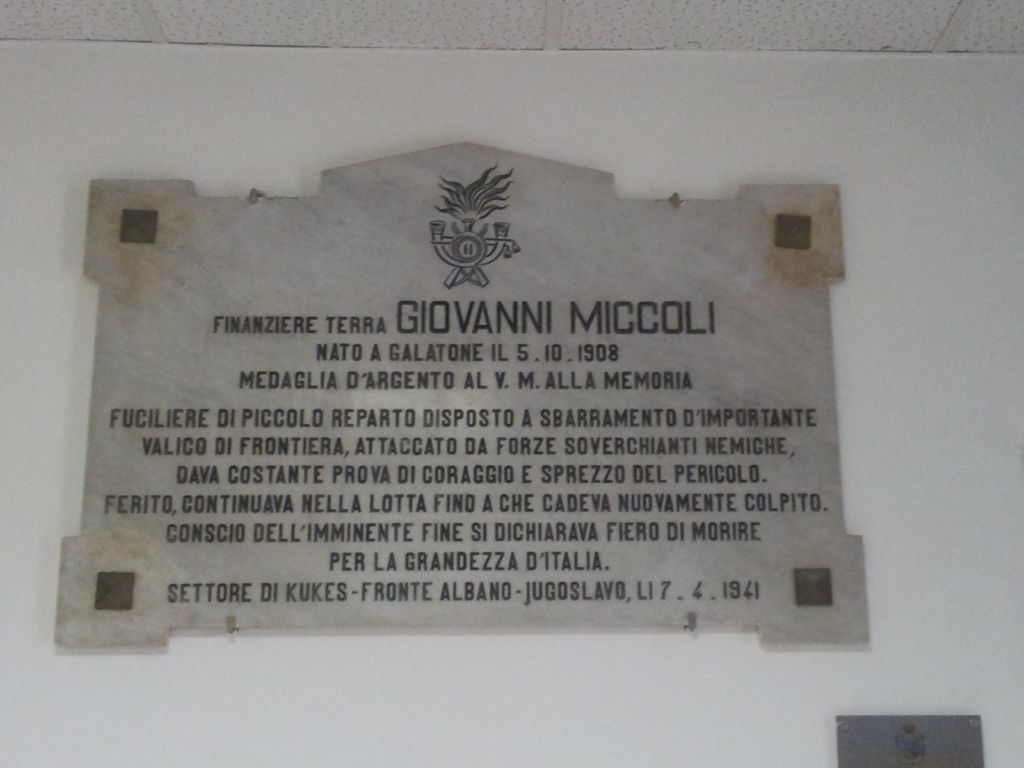 11
FINANZIERE TERRA GIOVANNI MICCOLI
NATO A GALATONE IL 5.10.1908
MEDAGLIA D'ARGENTO AL V. M. ALLA MEMORIA
FUCILIERE DI PICCOLO REPARTO DISPOSTO A SBARRAMENTO D'IMPORTANTE
VALICO DI FRONTIERA, ATTACCATO DA FORZE SOVERCHIANTI NEMICHE,
DAVA COSTANTE PROVA DI CORAGGIO E SPREZZO DEL PERICOLO.
FERITO, CONTINUAVA NELLA LOTTA FINO A CHE CADEVA NUOVAMENTE COLPITO.
CONSCIO DELL'IMMINENTE FINE SI DICHIARAVA FIERO DI MORIRE
PER LA GRANDEZZA D'ITALIA.
SETTORE DI KUKES-FRONTE ALBANO-JUGOSLAVO, LI 7.4.1941